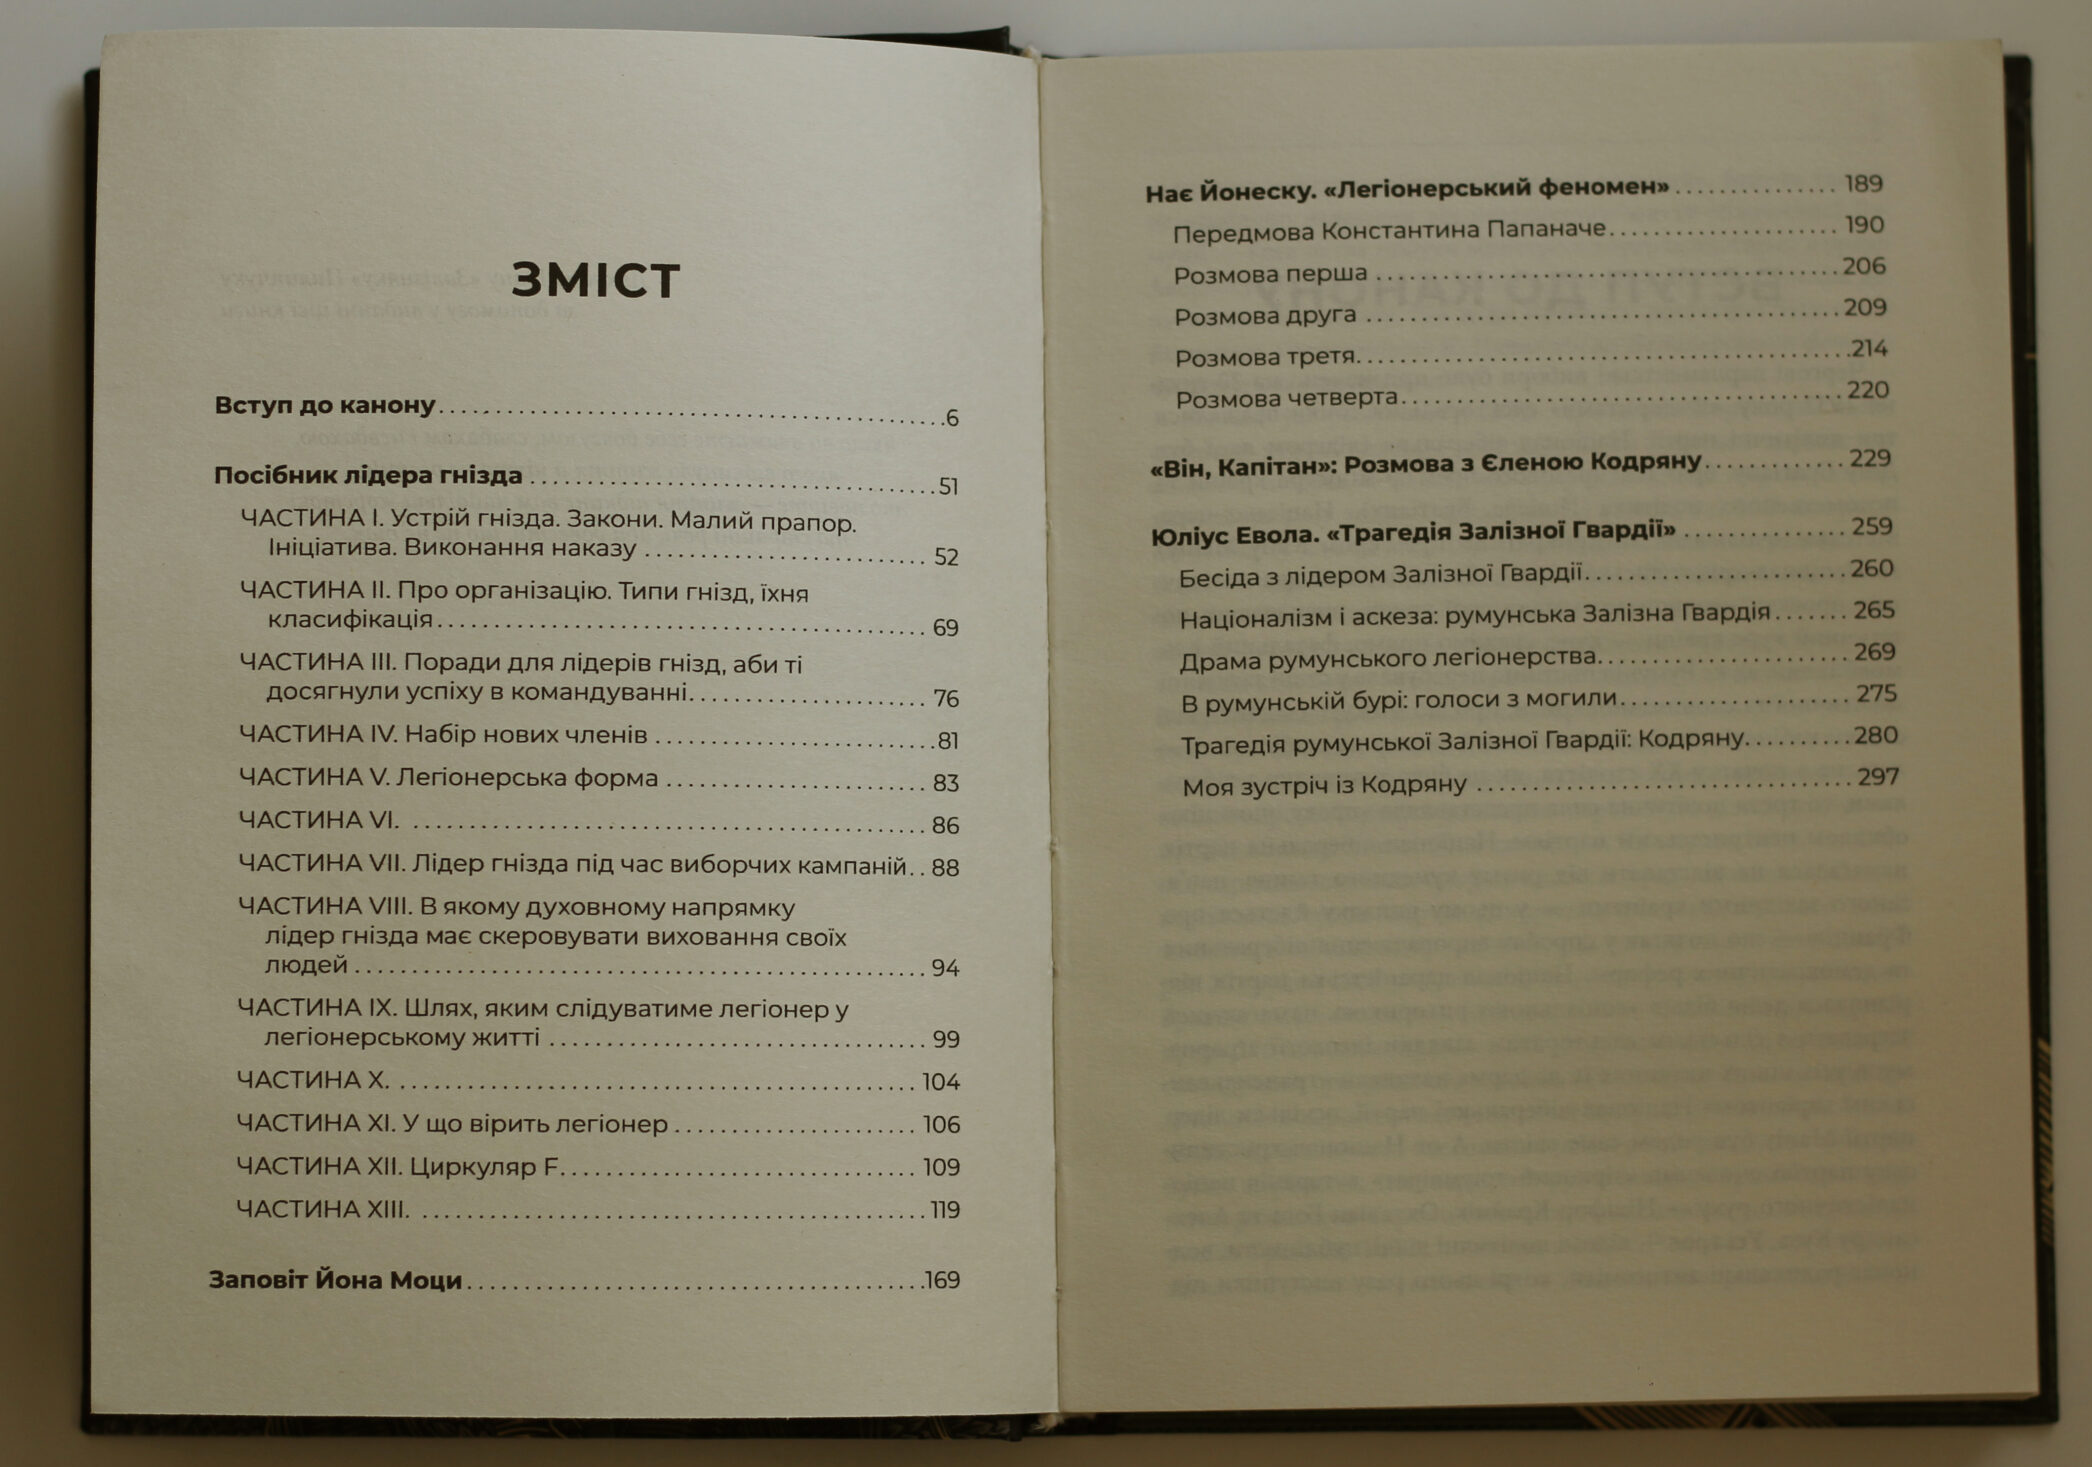 ЗМІСТ
Вступ до канону........................................6
Посібник лідера гнізда ........................................51
ЧАСТИНА I. Устрій гнізда. Закони. Малий прапор.
Ініціатива. Виконання наказу ............................ 52
ЧАСТИНА II. Про організацію. Типи гнізд, їхня
класифікація............................................ 69
ЧАСТИНА III. Поради для лідерів гнізд, аби ті
досягнули успіху в командуванні........................ 76
ЧАСТИНА IV. Набір нових членів ..........................81
ЧАСТИНА V. Легіонерська форма ......................... 83
ЧАСТИНА VI. ............................................ 86
ЧАСТИНА VII. Лідер гнізда під час виборчих кампаній. . 88
ЧАСТИНА VIII. В якому духовному напрямку
лідер гнізда має скеровувати виховання своїх
людей .................................................. 94
ЧАСТИНА IX. Шлях, яким слідуватиме легіонер у
легіонерському житті ................................... 99
ЧАСТИНА X. ............................................ 104
ЧАСТИНА XI. У що вірить легіонер ...................... 106
ЧАСТИНА XII. Циркуляр F................................ 109
ЧАСТИНА XIII. ......................................... 119
Заповіт Йона Моци......................................169
Нає Йонеску. «Легіонерський феномен» ............... 189
Передмова Константина Папаначе..................... 190
Розмова перша ......................................206
Розмова друга ......................................209
Розмова третя.......................................214
Розмова четверта....................................220
«Він, Капітан»: Розмова з Єленою Кодряну............. 229
Юліус Евола. «Трагедія Залізної Гвардії» ............... 259
Бесіда з лідером Залізної Гвардії.......................260
Націоналізм і аскеза: румунська Залізна Гвардія....... 265
Драма румунського легіонерства........................ 269
В румунській бурі: голоси з могили..................... 275
Трагедія румунської Залізної Гвардії: Кодряну..........280
Моя зустріч із Кодряну ................................ 297